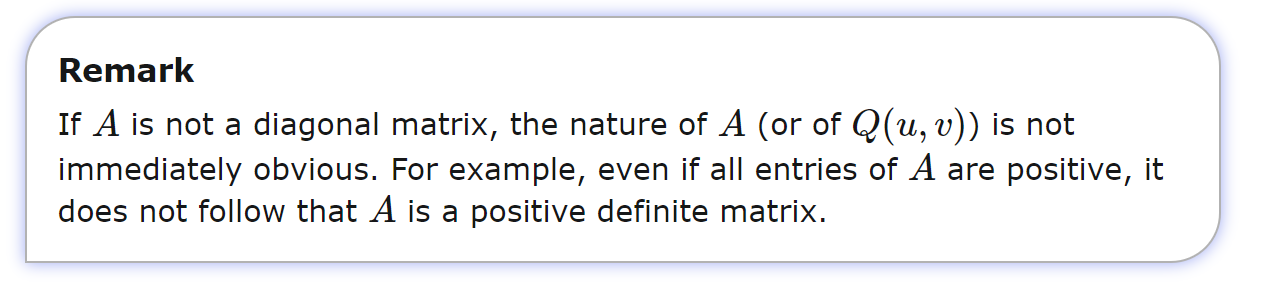 Remark
If A is not a diagonal matrix, the nature of A (or of Q(u, v)) is not
immediately obvious. For example, even if all entries of A are positive, it
does not follow that A is a positive definite matrix.